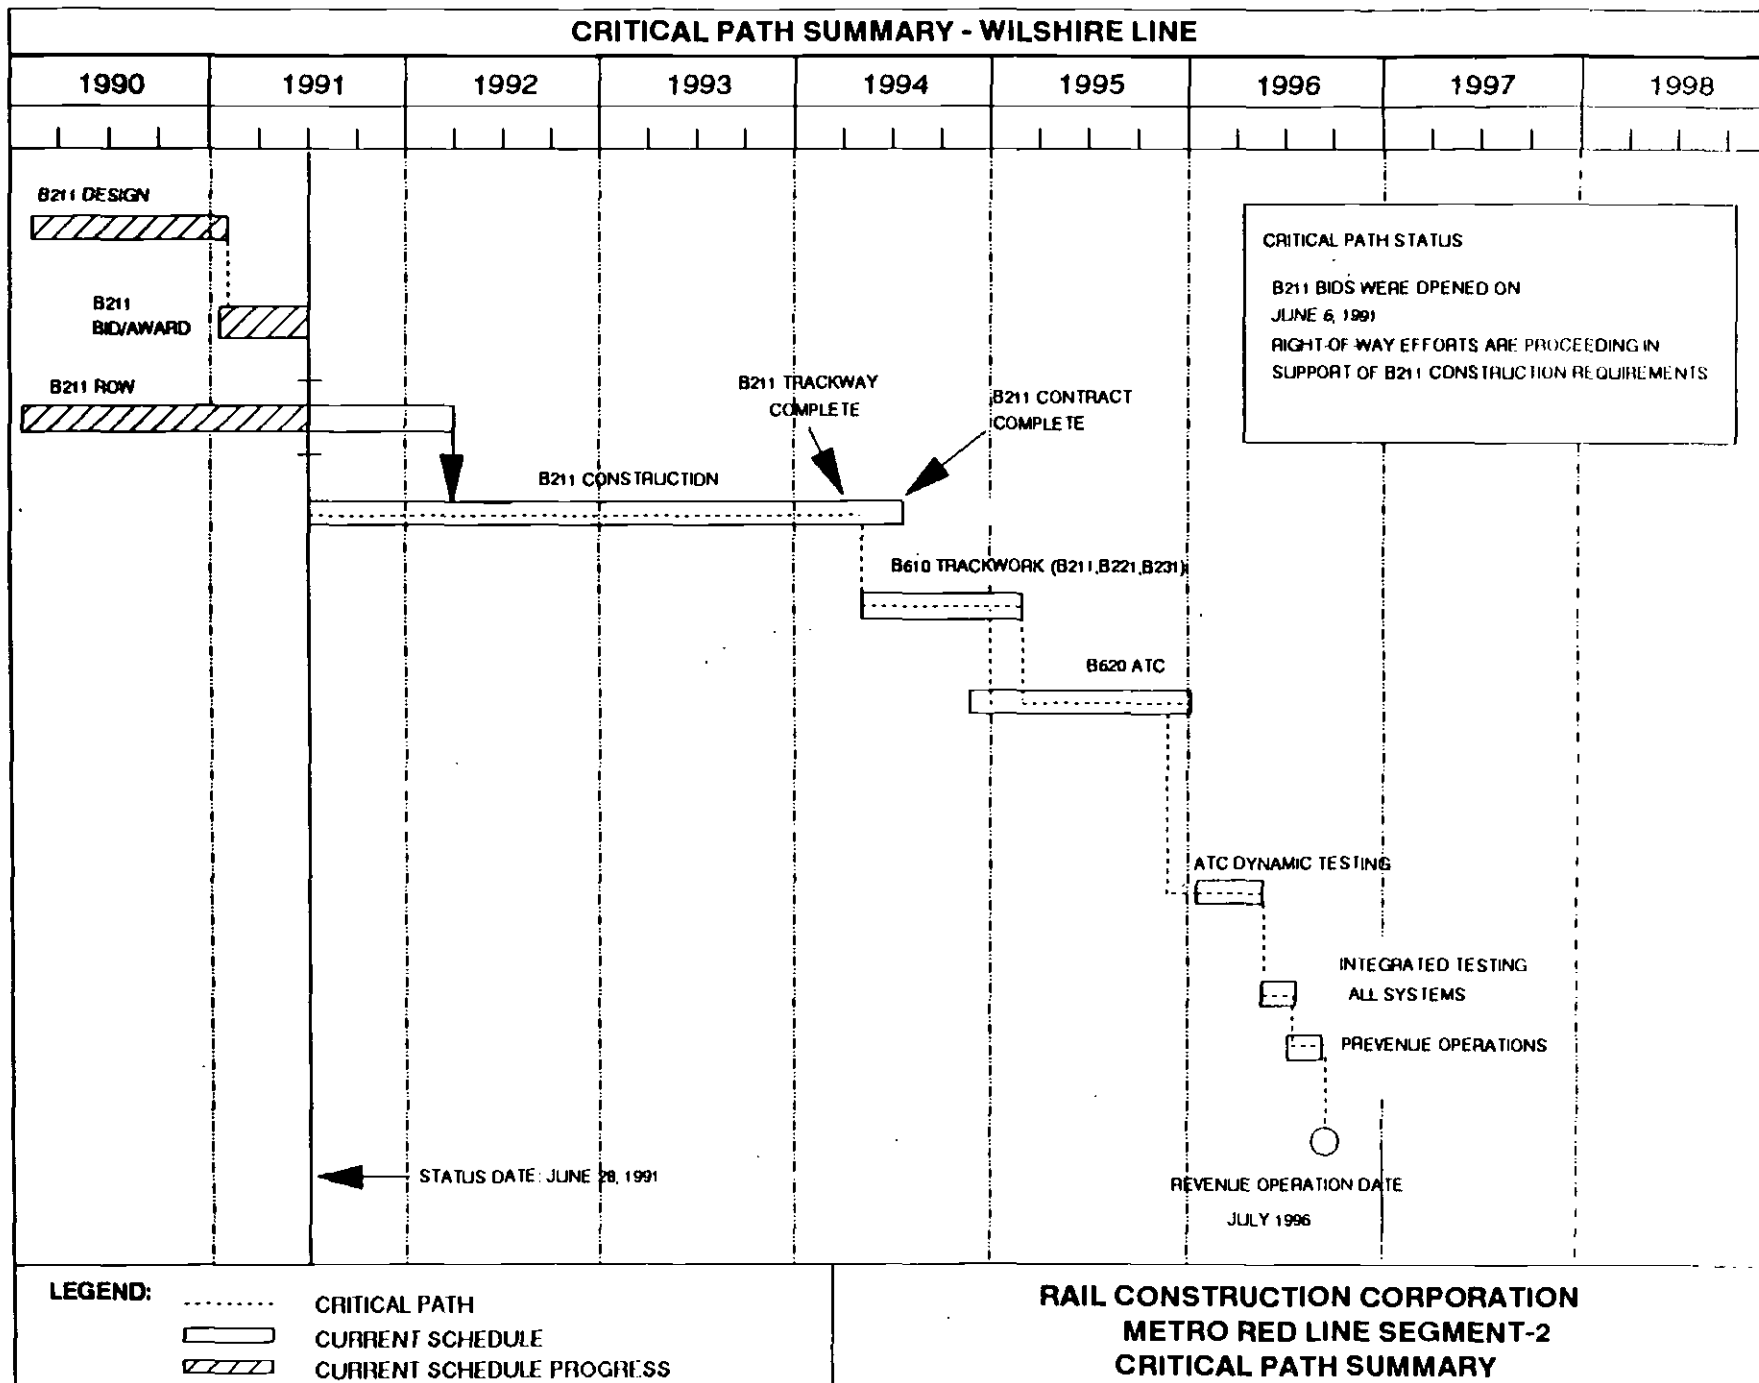 CRITICAL PATH SUMMARY - WILSHIRE LINE
1990 1991 1992 1993 1994 1995 1996 1997 1998
B211 DESIGN
B211
BID/AWARD
B211 ROW
CRITICAL PATH STATUS
B211 BIDS WERE OPENED ON
JUNE 6, 1991
RIGHT-OF-WAY EFFORTS ARE PROCEEDING IN
SUPPORT OF B211 CONSTRUCTION REQUIREMENTS
B211 TRACKWAY
COMPLETE
B211 CONTRACT
COMPLETE
B211 CONSTRUCTION
B610 TRACKWORK (B211,B221,B231)
B620 ATC
ATC DYNAMIC TESTING
INTEGRATED TESTING
ALL SYSTEMS
PREVENUE OPERATIONS
STATUS DATE: JUNE 28, 1991
REVENUE OPERATION DATE
JULY 1996
LEGEND:
CRITICAL PATH
CURRENT SCHEDULE
CURRENT SCHEDULE PROGRESS
RAIL CONSTRUCTION CORPORATION
METRO RED LINE SEGMENT-2
CRITICAL PATH SUMMARY